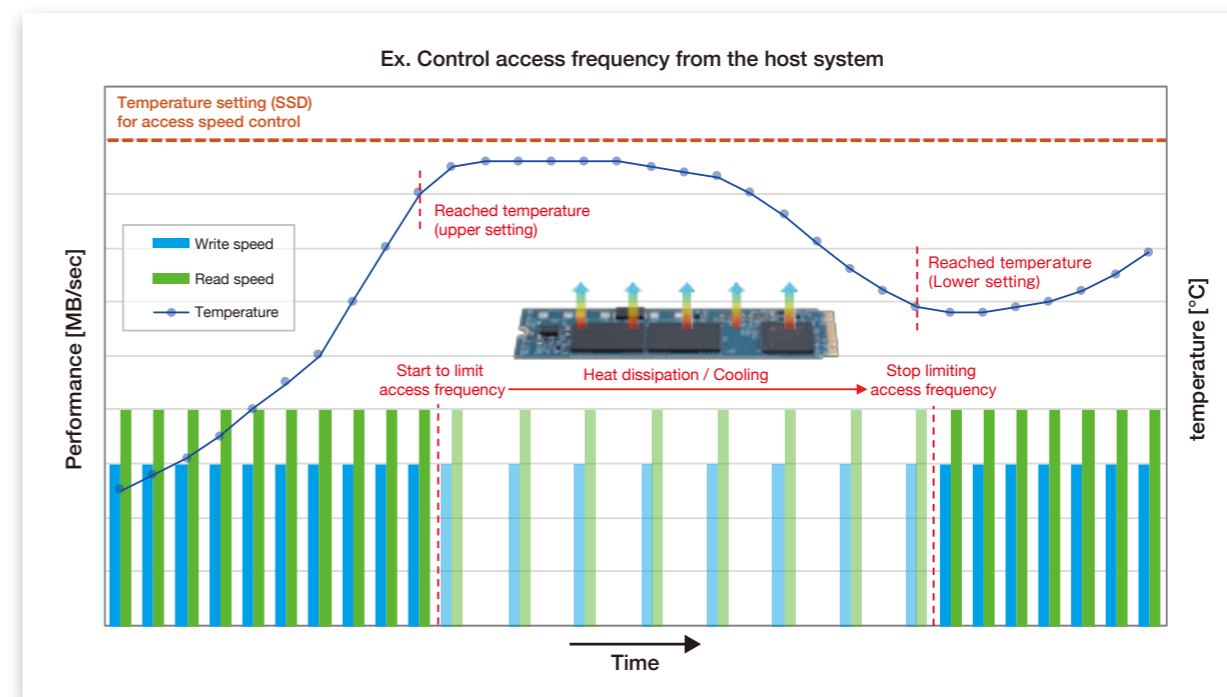 Ex. Control access frequency from the host system
Temperature setting (SSD)
for access speed control
Reached temperature
(upper setting)
Write speed
Read speed
Temperature
Reached temperature
(Lower setting)
Performance [MB/sec]
temperature [°C]
Start to limit
access frequency
Heat dissipation / Cooling
Stop limiting
access frequency
Time